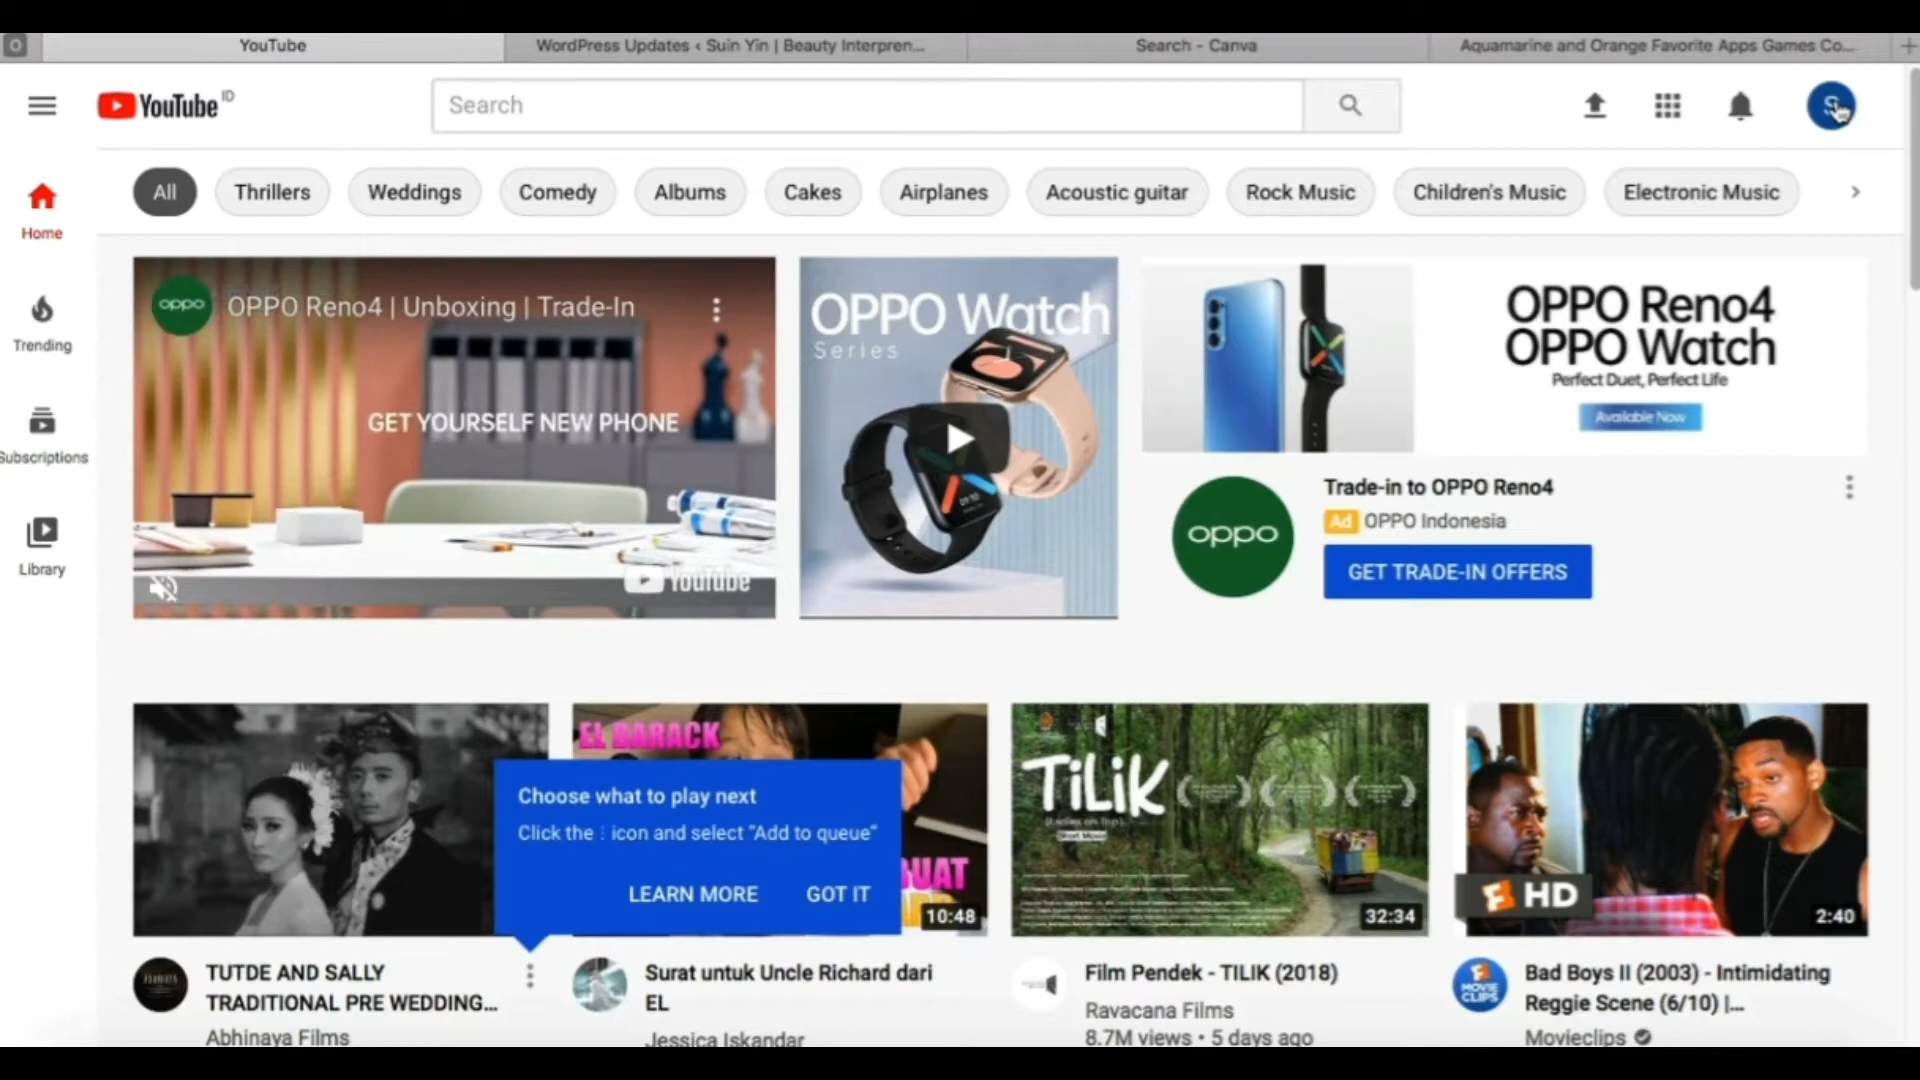 YouTube
WordPress Updates ‹ Suin Yin | Beauty Interpren...
Search - Canva
Aquamarine and Orange Favorite Apps Games Co...
YouTube ID
Search
S
Home
Trending
Subscriptions
Library
All
Thrillers
Weddings
Comedy
Albums
Cakes
Airplanes
Acoustic guitar
Rock Music
Children's Music
Electronic Music
oppo
OPPO Reno4 | Unboxing | Trade-In
GET YOURSELF NEW PHONE
YouTube
OPPO Watch
Series
OPPO Reno4
OPPO Watch
Perfect Duet, Perfect Life
Available Now
oppo
Trade-in to OPPO Reno4
Ad OPPO Indonesia
GET TRADE-IN OFFERS
EL BARACK
Choose what to play next
Click the ⋮ icon and select "Add to queue"
LEARN MORE
GOT IT
10:48
TILIK
(Ladies on Top)
Short Movie
32:34
HD
2:40
TUTDE AND SALLY
TRADITIONAL PRE WEDDING...
Abhinaya Films
Surat untuk Uncle Richard dari
EL
Jessica Iskandar
Film Pendek - TILIK (2018)
Ravacana Films
8.7M views • 5 days ago
MOVIE
CLIPS
Bad Boys II (2003) - Intimidating
Reggie Scene (6/10) |...
Movieclips